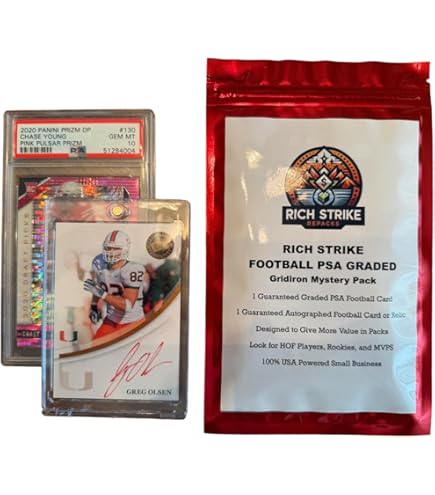 2020 PANINI PRIZM DP #130
CHASE YOUNG GEM MT
PINK PULSAR PRIZM 10
PSA 51284004
RC
2020 DRAFT PICKS
82
U
U
GREG OLSEN
RICH STRIKE
REPACKS
RICH STRIKE
FOOTBALL PSA GRADED
Gridiron Mystery Pack
1 Guaranteed Graded PSA Football Card
1 Guaranteed Autographed Football Card or Relic
Designed to Give More Value in Packs
Look for HOF Players, Rookies, and MVPS
100% USA Powered Small Business